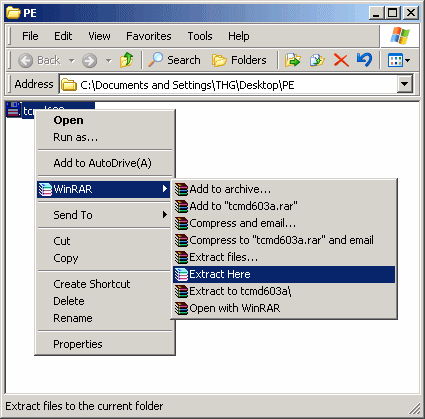 PE
File Edit View Favorites Tools Help
Back Search Folders
Address C:\Documents and Settings\THG\Desktop\PE
Open
Run as...
Add to AutoDrive(A)
WinRAR
Send To
Cut
Copy
Create Shortcut
Delete
Rename
Properties
Add to archive...
Add to "tcmd603a.rar"
Compress and email...
Compress to "tcmd603a.rar" and email
Extract files...
Extract Here
Extract to tcmd603a\
Open with WinRAR
Extract files to the current folder